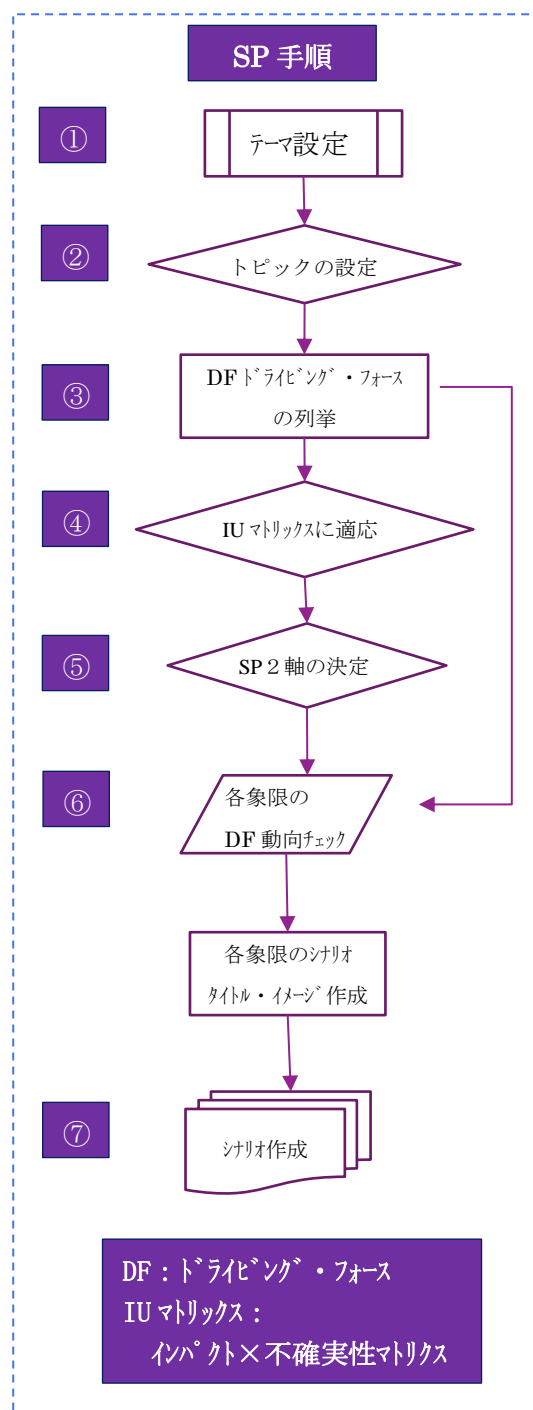 SP 手順
①
ﾃｰﾏ設定
②
トピックの設定
③
DF ﾄﾞﾗｲﾋﾞﾝｸﾞ・ﾌｫｰｽ
の列挙
④
IU ﾏﾄﾘｯｸｽに適応
⑤
SP２軸の決定
⑥
各象限の
DF 動向ﾁｪｯｸ
各象限のｼﾅﾘｵ
ﾀｲﾄﾙ・ｲﾒｰｼﾞ作成
⑦
ｼﾅﾘｵ作成
DF：ﾄﾞﾗｲﾋﾞﾝｸﾞ・ﾌｫｰｽ
IU ﾏﾄﾘｯｸｽ：
ｲﾝﾊﾟｸﾄ×不確実性ﾏﾄﾘｸｽ